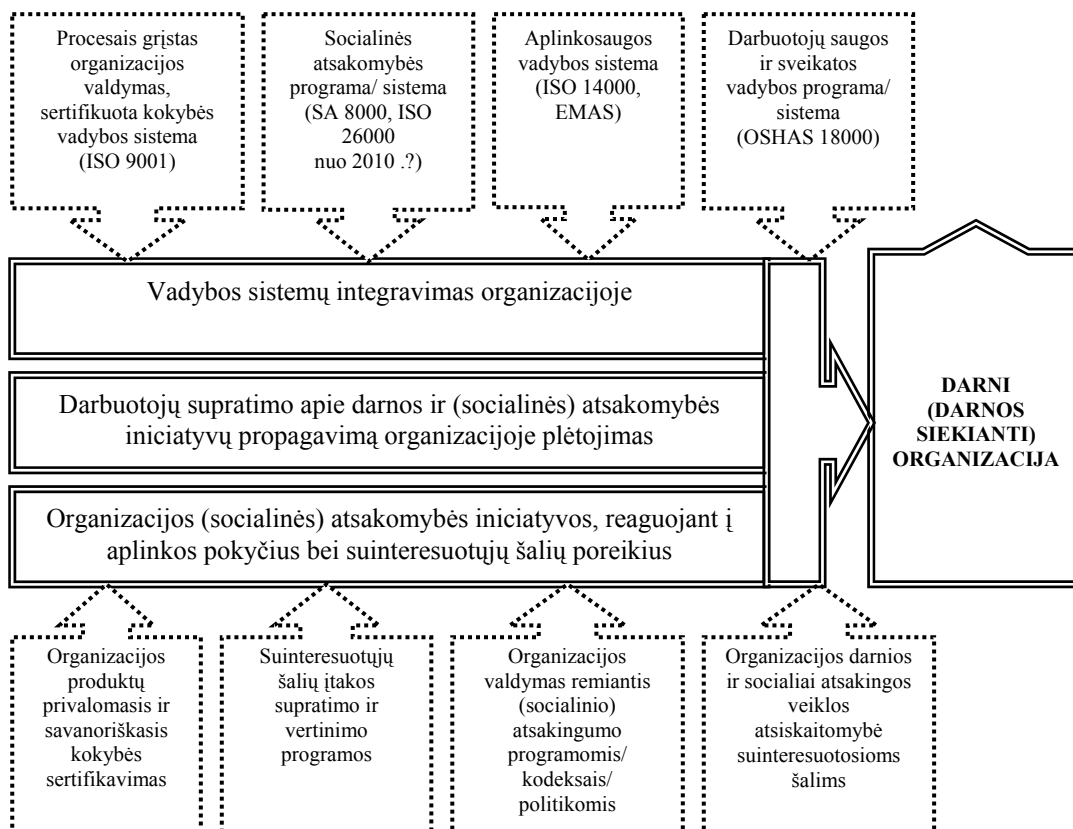 Procesais grįstas
organizacijos
valdymas,
sertifikuota kokybės
vadybos sistema
(ISO 9001)
Socialinės
atsakomybės
programa/ sistema
(SA 8000, ISO
26000
nuo 2010 .?)
Aplinkosaugos
vadybos sistema
(ISO 14000,
EMAS)
Darbuotojų saugos
ir sveikatos
vadybos programa/
sistema
(OSHAS 18000)
Vadybos sistemų integravimas organizacijoje
Darbuotojų supratimo apie darnos ir (socialinės) atsakomybės
iniciatyvų propagavimą organizacijoje plėtojimas
Organizacijos (socialinės) atsakomybės iniciatyvos, reaguojant į
aplinkos pokyčius bei suinteresuotųjų šalių poreikius
DARNI
(DARNOS
SIEKIANTI)
ORGANIZACIJA
Organizacijos
produktų
privalomasis ir
savanoriškasis
kokybės
sertifikavimas
Suinteresuotųjų
šalių įtakos
supratimo ir
vertinimo
programos
Organizacijos
valdymas remiantis
(socialinio)
atsakingumo
programomis/
kodeksais/
politikomis
Organizacijos darnios
ir socialiai atsakingos
veiklos
atsiskaitomybė
suinteresuotosioms
šalims